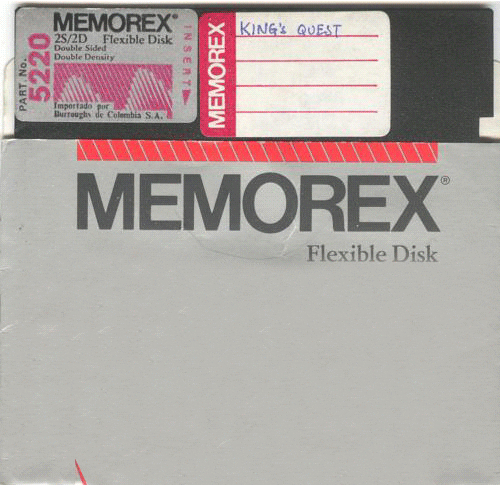 MEMOREX®
2S/2D Flexible Disk
Double Sided
Double Density
Importado por
Burroughs de Colombia S.A.
PART. No.
5220
INSERT
MEMOREX
KING's QUEST
MEMOREX®
Flexible Disk